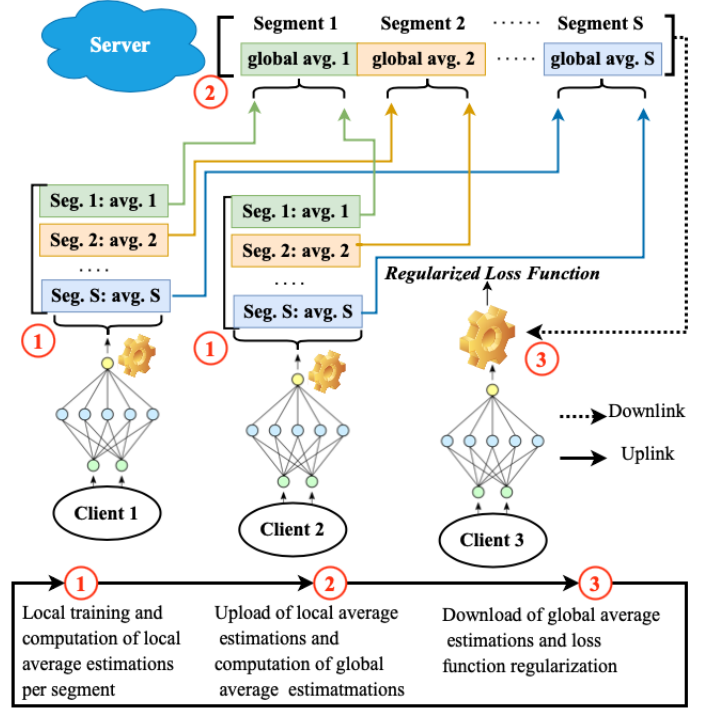 Server
Segment 1 Segment 2 Segment S
global avg. 1 global avg. 2 ...... global avg. S
2
Seg. 1: avg. 1
Seg. 2: avg. 2
....
Seg. S: avg. S
1
Seg. 1: avg. 1
Seg. 2: avg. 2
....
Seg. S: avg. S
1
Regularized Loss Function
3
Downlink
Uplink
Client 1
Client 2
Client 3
1
Local training and
computation of local
average estimations
per segment
2
Upload of local average
estimations and
computation of global
average estimatmations
3
Download of global average
estimations and loss
function regularization